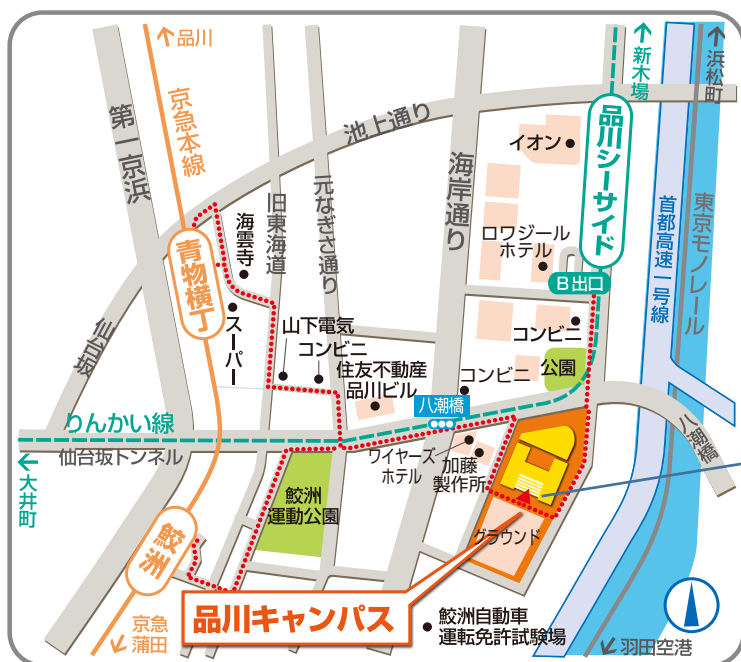 品川
新木場
浜松町
京急本線
第一京浜
池上通り
海岸通り
イオン
品川シーサイド
旧東海道
元なぎさ通り
海雲寺
ロワジール
ホテル
首都高速一号線
東京モノレール
青物横丁
B出口
仙台坂
スーパー
山下電気
コンビニ
住友不動産
品川ビル
コンビニ
コンビニ
公園
八潮橋
りんかい線
仙台坂トンネル
ワイヤーズ
ホテル
加藤
製作所
八潮橋
大井町
鮫洲
運動公園
グラウンド
鮫洲
品川キャンパス
京急
蒲田
鮫洲自動車
運転免許試験場
羽田空港